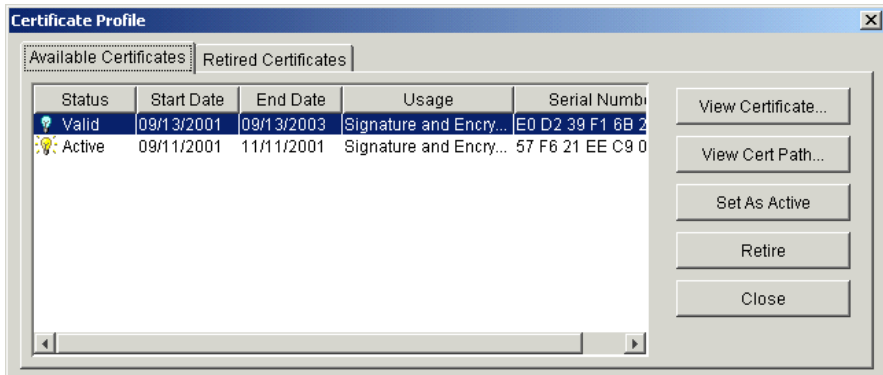 Certificate Profile
Available Certificates Retired Certificates
Status Start Date End Date Usage Serial Numb
Valid 09/13/2001 09/13/2003 Signature and Encry... E0 D2 39 F1 6B 2
Active 09/11/2001 11/11/2001 Signature and Encry... 57 F6 21 EE C9 0
View Certificate...
View Cert Path...
Set As Active
Retire
Close